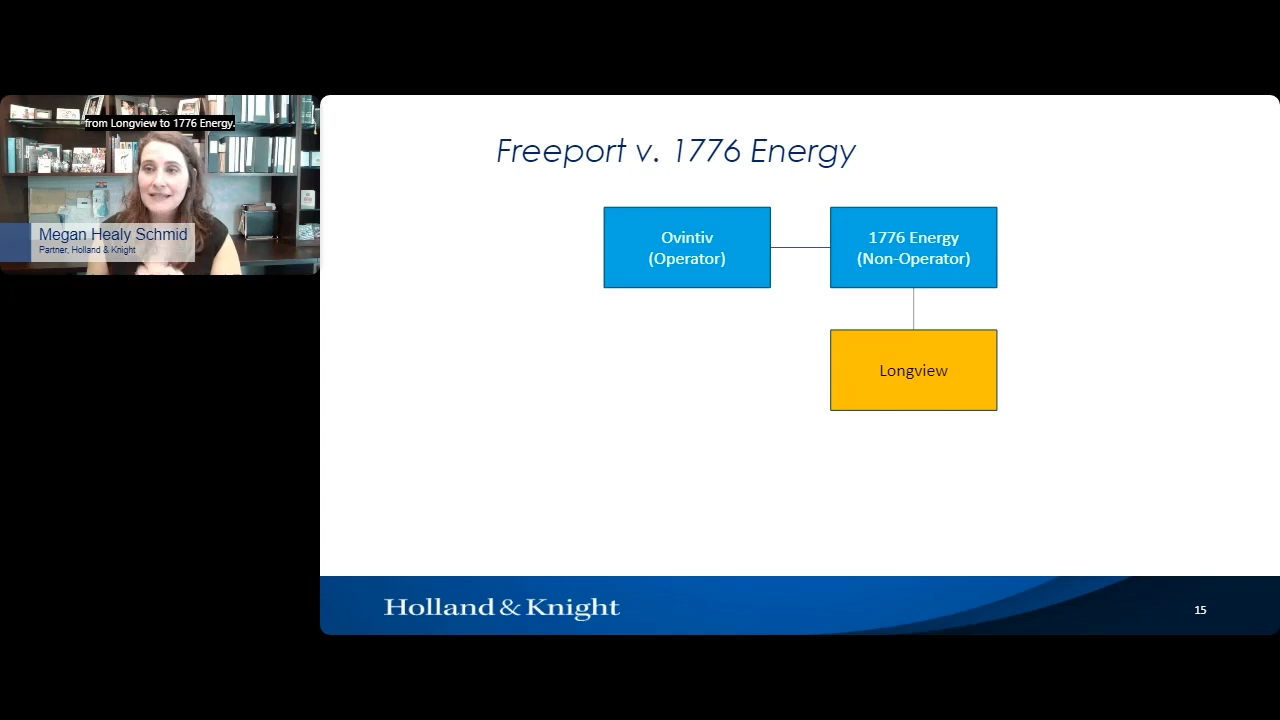 from Longview to 1776 Energy.
Megan Healy Schmid
Partner, Holland & Knight
Freeport v. 1776 Energy
Ovintiv
(Operator)
1776 Energy
(Non-Operator)
Longview
Holland & Knight
15